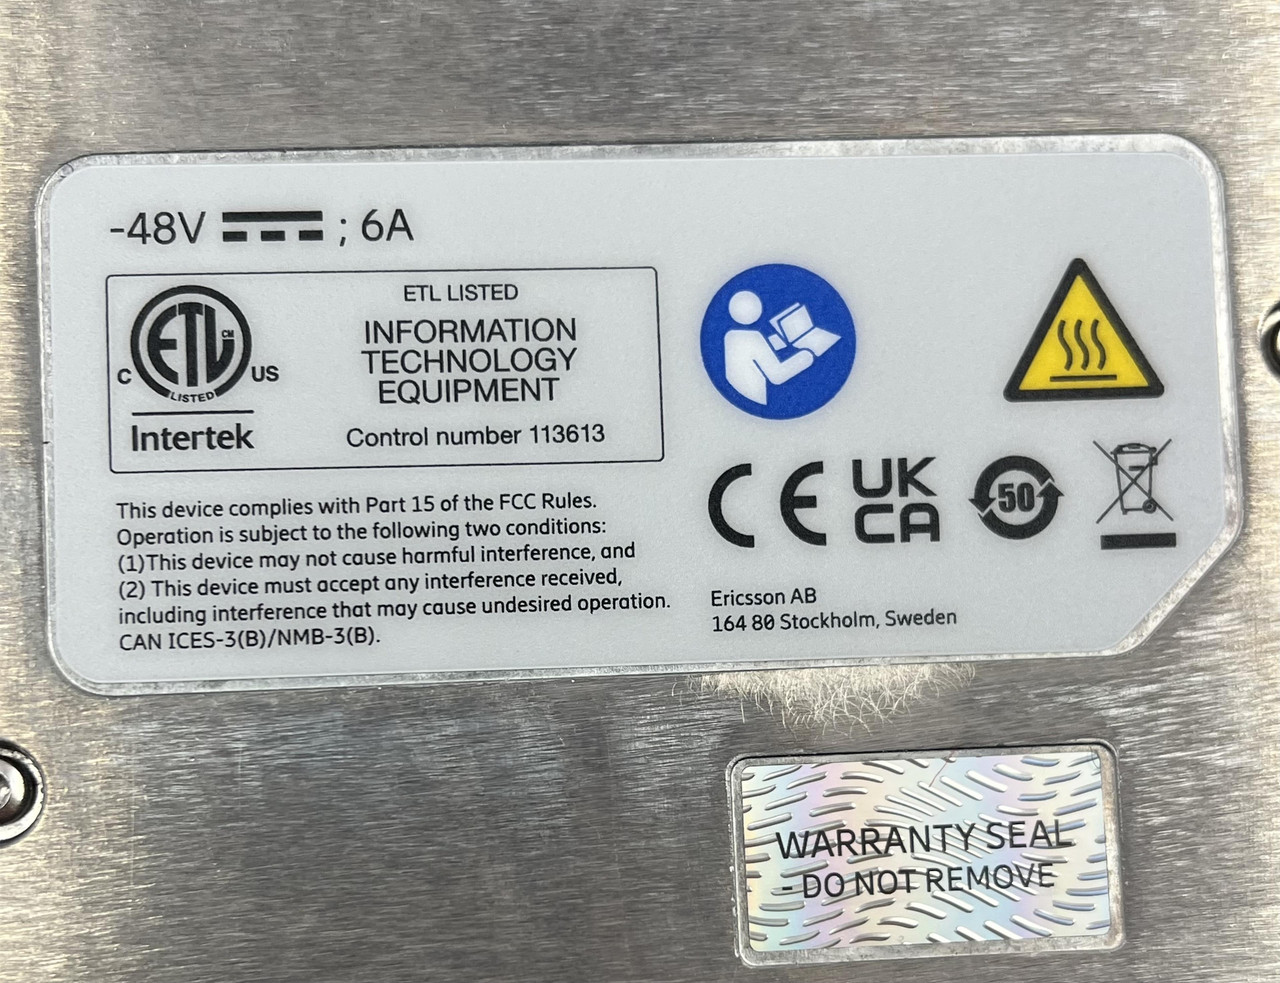 -48V ⎓ ; 6A
ETL CM
C US
LISTED
Intertek
ETL LISTED
INFORMATION
TECHNOLOGY
EQUIPMENT
Control number 113613
This device complies with Part 15 of the FCC Rules.
Operation is subject to the following two conditions:
(1)This device may not cause harmful interference, and
(2) This device must accept any interference received,
including interference that may cause undesired operation.
CAN ICES-3(B)/NMB-3(B).
CE
UK
CA
50
Ericsson AB
164 80 Stockholm, Sweden
WARRANTY SEAL
- DO NOT REMOVE